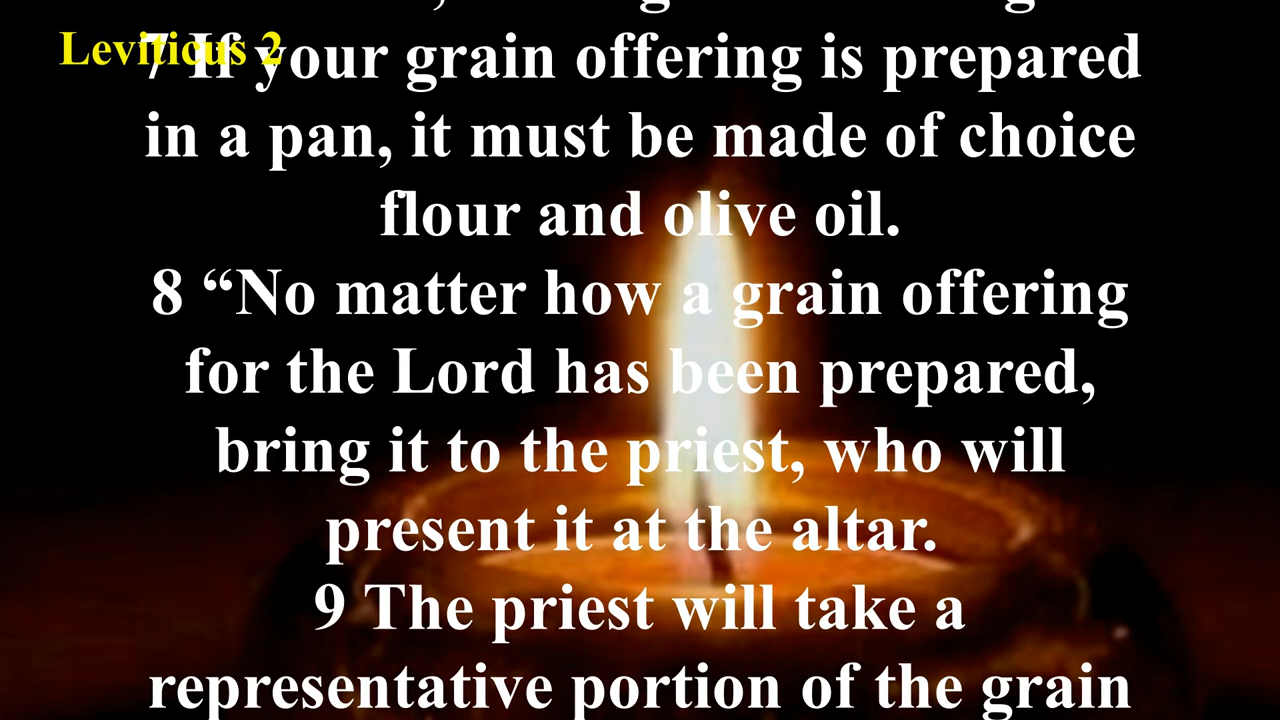 Leviticus 2
7 If your grain offering is prepared
in a pan, it must be made of choice
flour and olive oil.
8 “No matter how a grain offering
for the Lord has been prepared,
bring it to the priest, who will
present it at the altar.
9 The priest will take a
representative portion of the grain